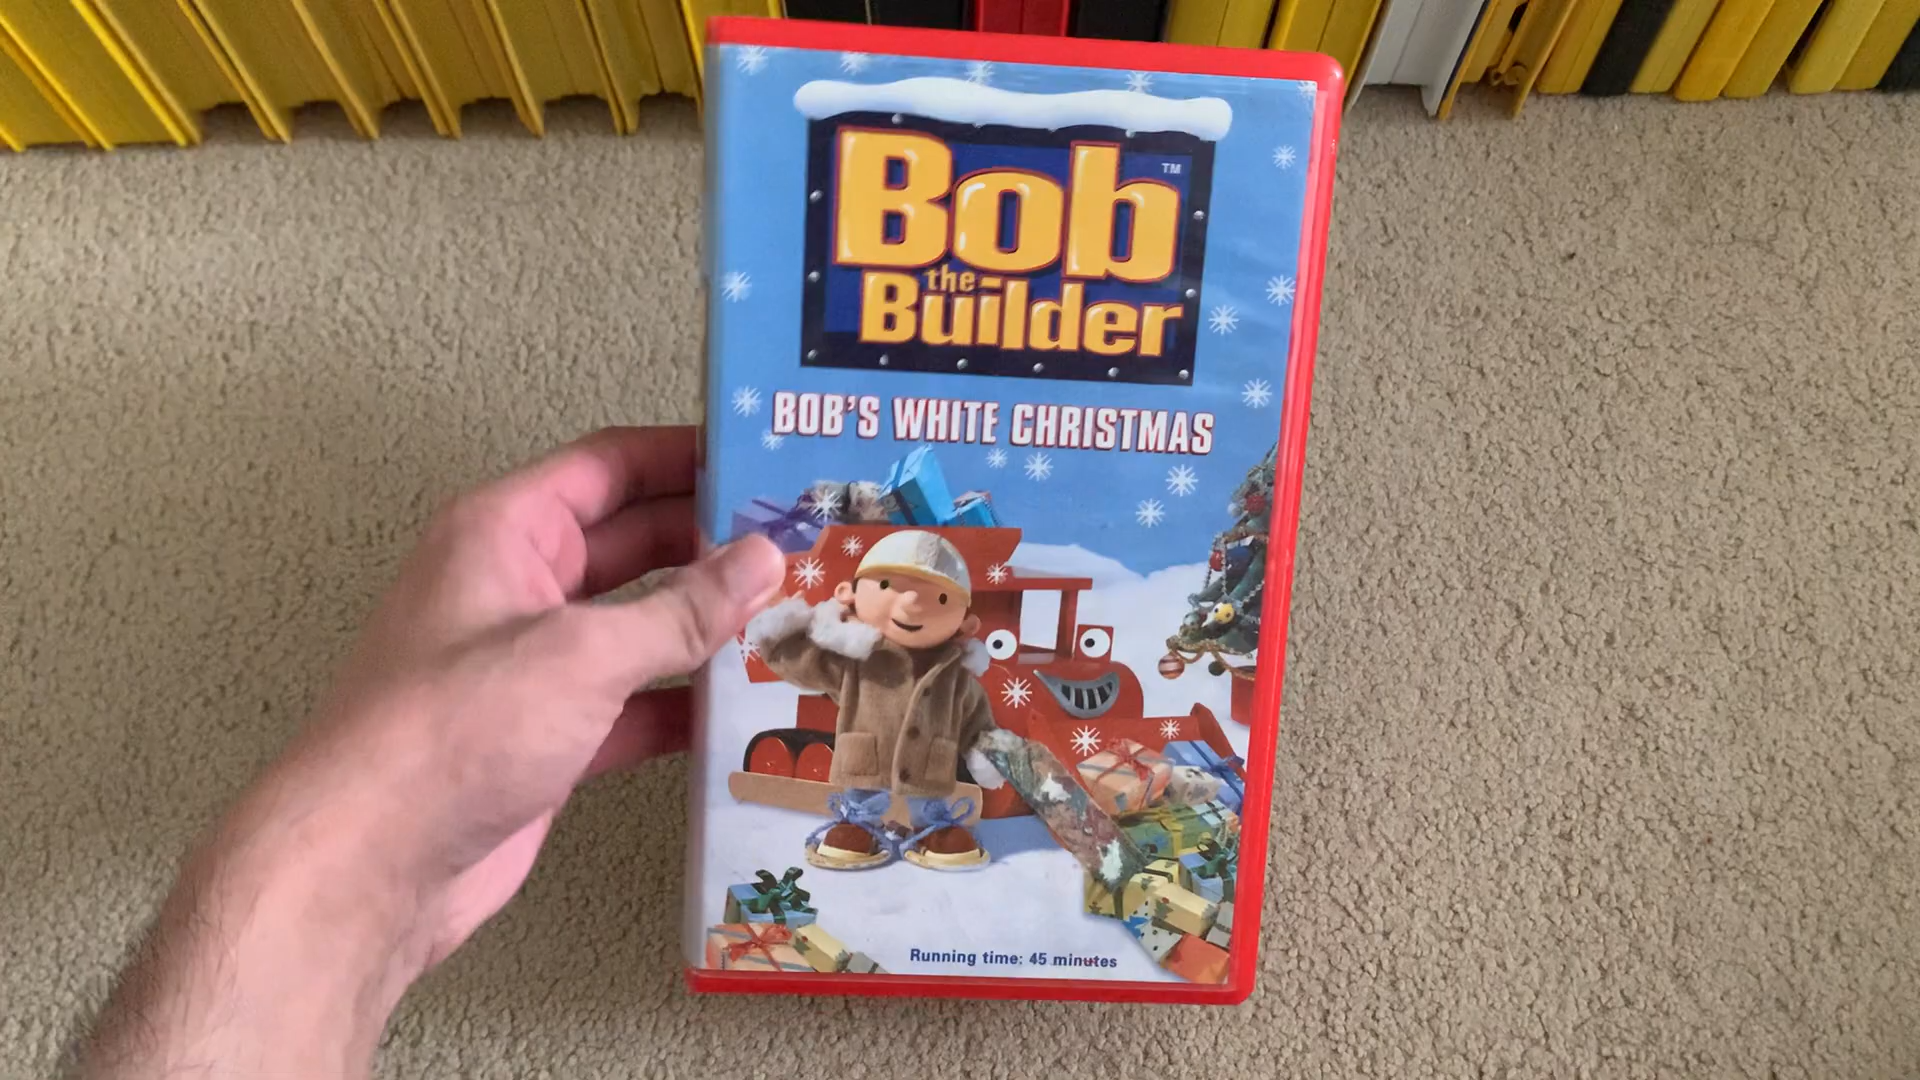 Bob
TM
the
Builder
BOB'S WHITE CHRISTMAS
Running time: 45 minutes